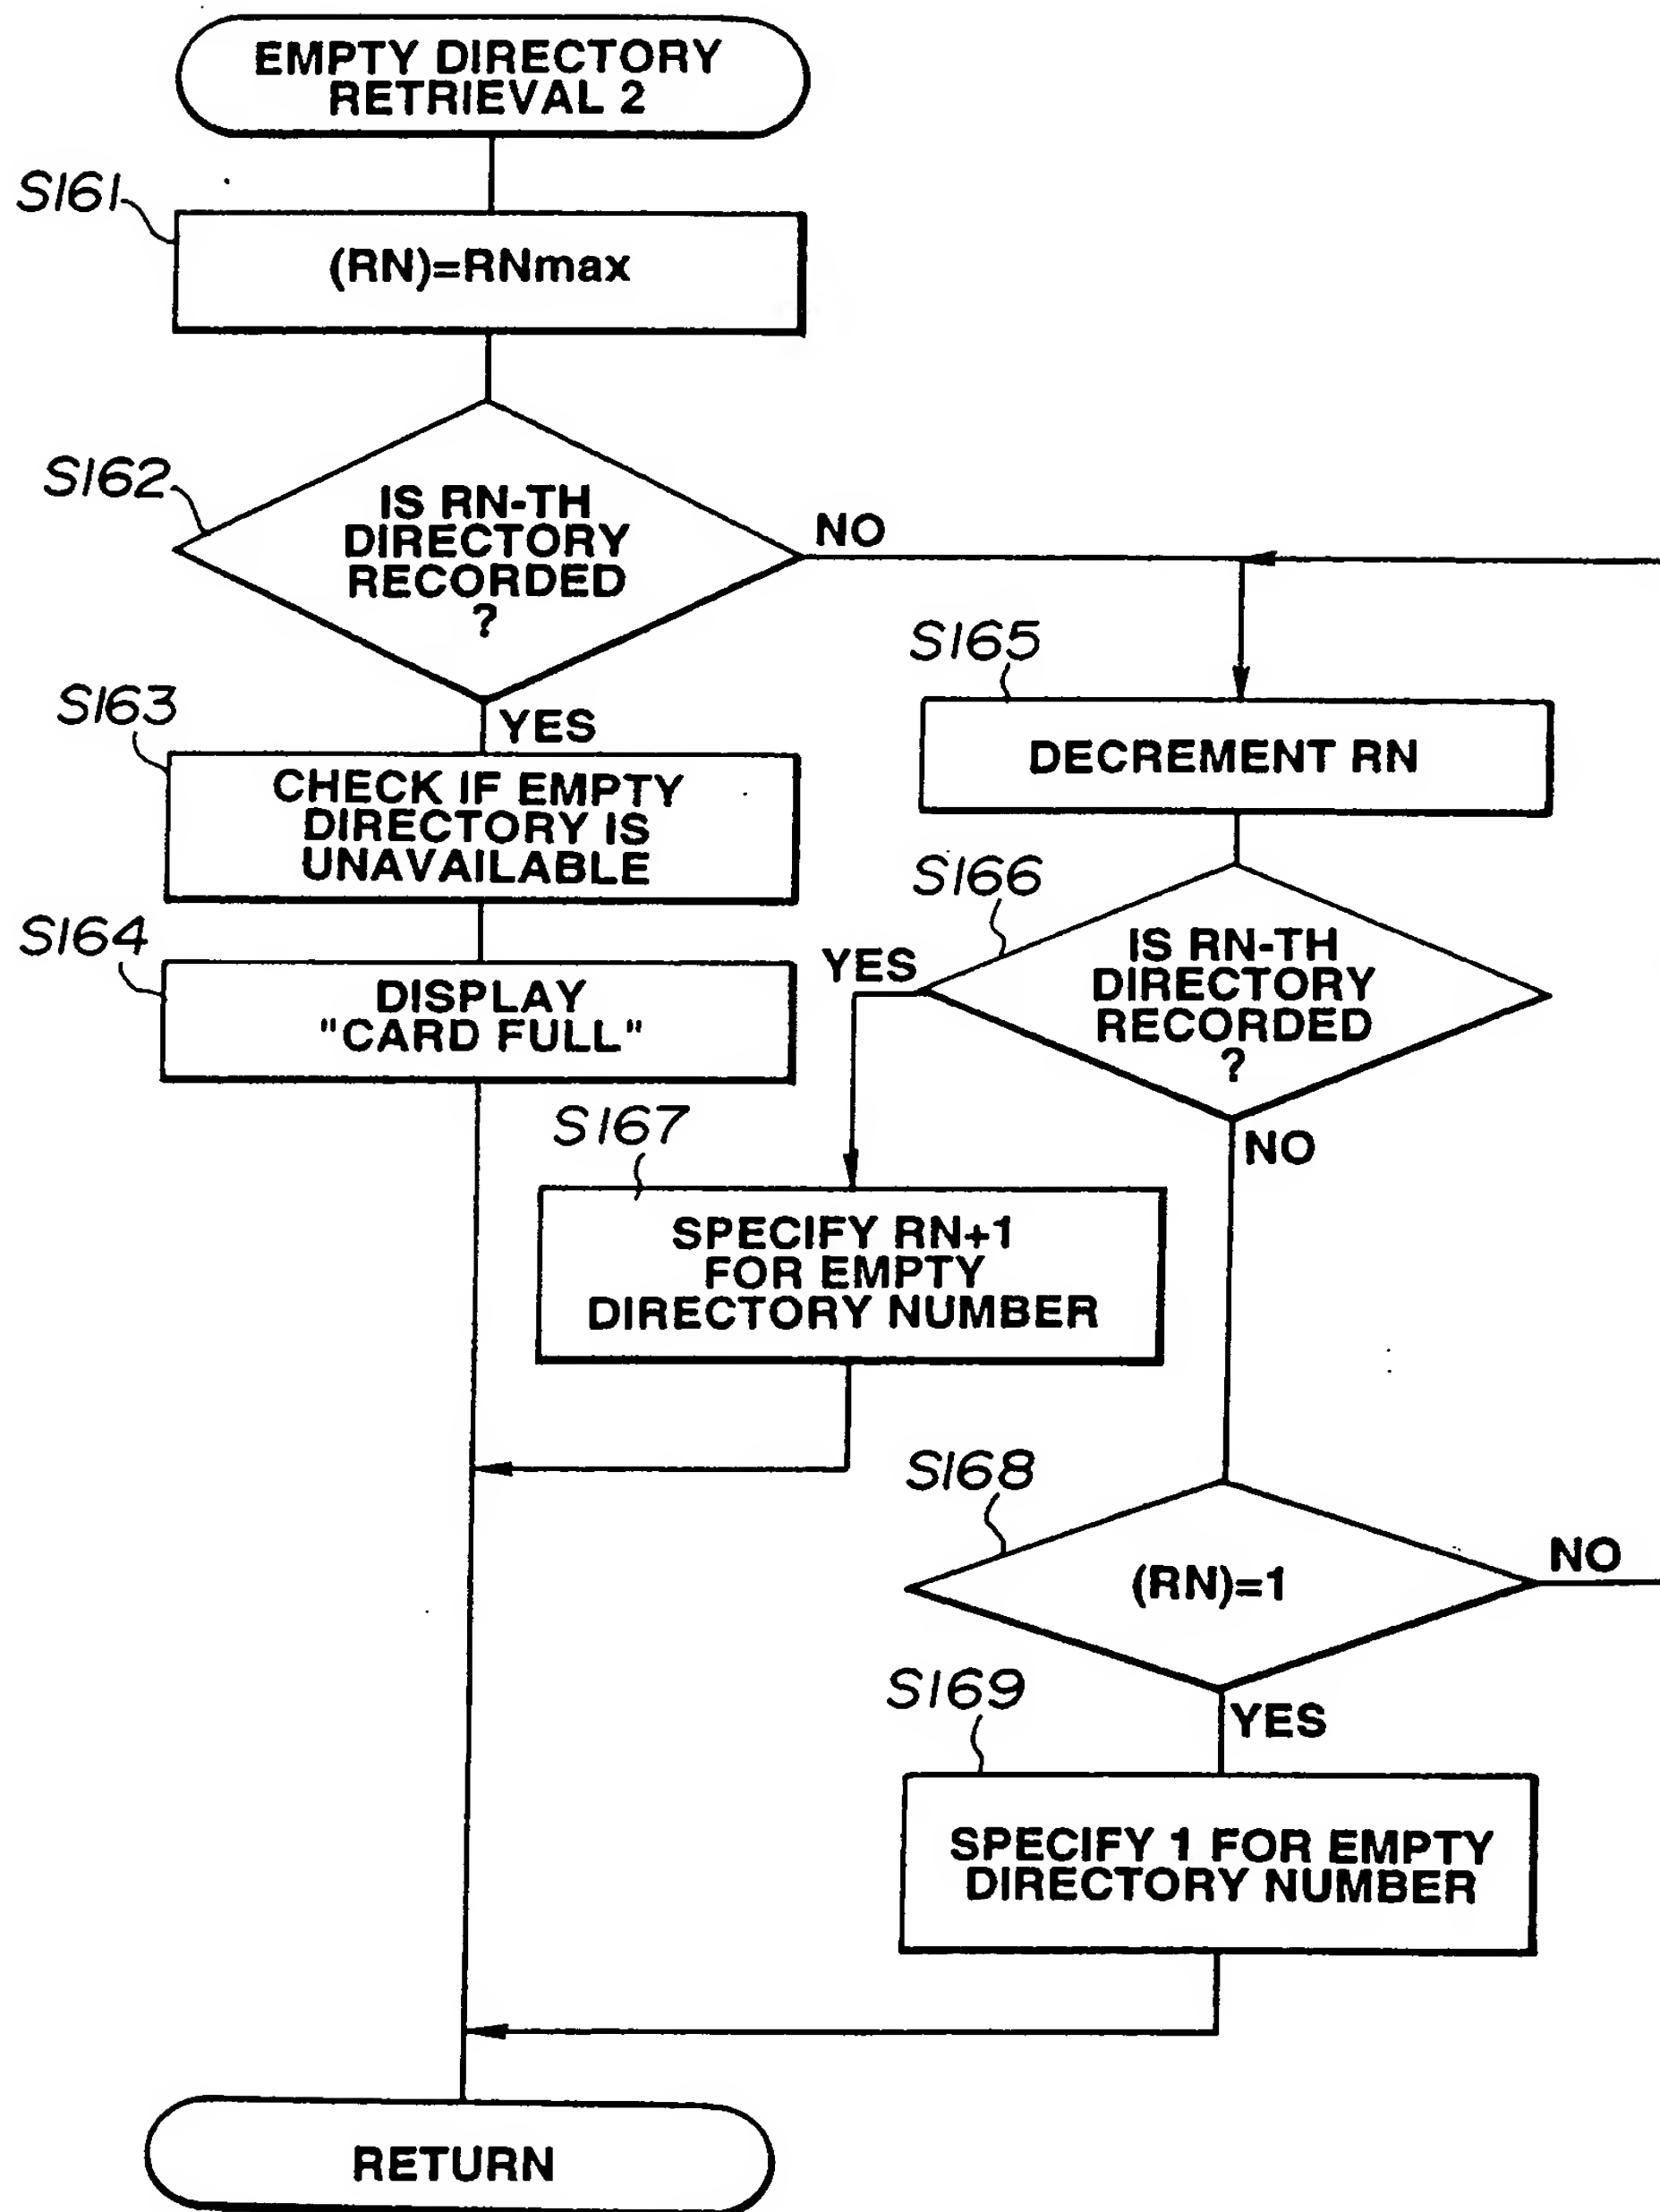 EMPTY DIRECTORY
RETRIEVAL 2
S161
(RN)=RNmax
S162
IS RN-TH
DIRECTORY
RECORDED
?
NO
YES
S163
CHECK IF EMPTY
DIRECTORY IS
UNAVAILABLE
S164
DISPLAY
"CARD FULL"
S165
DECREMENT RN
S166
IS RN-TH
DIRECTORY
RECORDED
?
YES
NO
S167
SPECIFY RN+1
FOR EMPTY
DIRECTORY NUMBER
S168
(RN)=1
NO
YES
S169
SPECIFY 1 FOR EMPTY
DIRECTORY NUMBER
RETURN